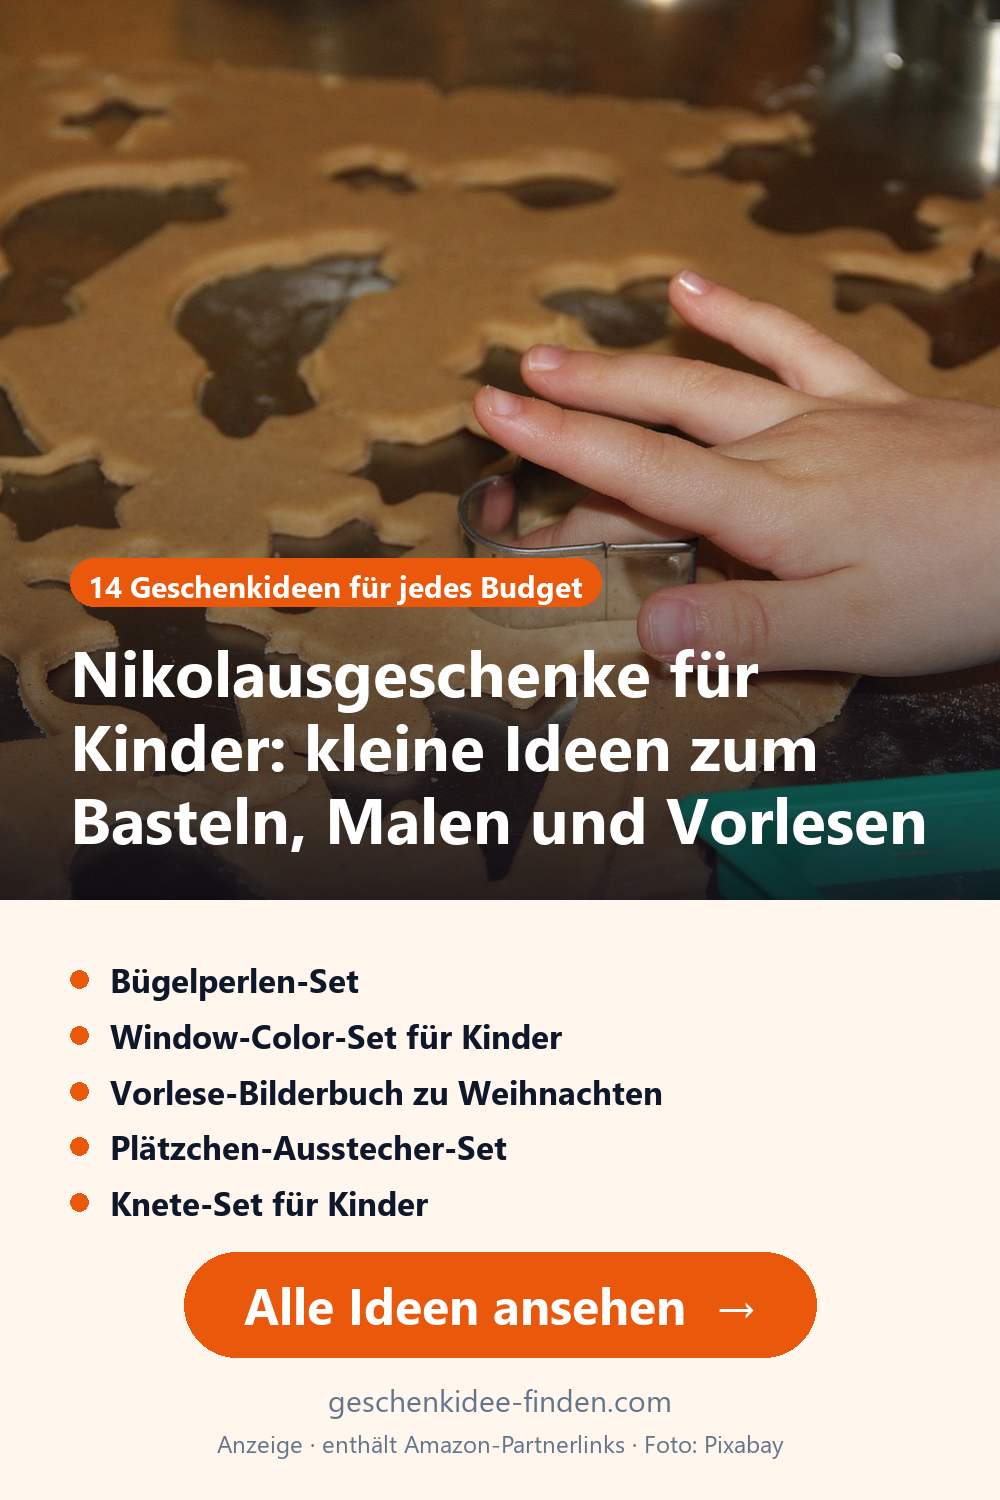 14 Geschenkideen für jedes Budget
Nikolausgeschenke für
Kinder: kleine Ideen zum
Basteln, Malen und Vorlesen
Bügelperlen-Set
Window-Color-Set für Kinder
Vorlese-Bilderbuch zu Weihnachten
Plätzchen-Ausstecher-Set
Knete-Set für Kinder
Alle Ideen ansehen →
geschenkidee-finden.com
Anzeige · enthält Amazon-Partnerlinks · Foto: Pixabay